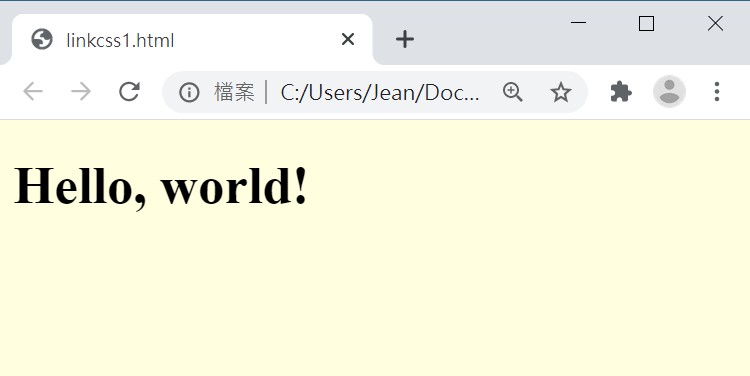 linkcss1.html
檔案 C:/Users/Jean/Doc...
Hello, world!